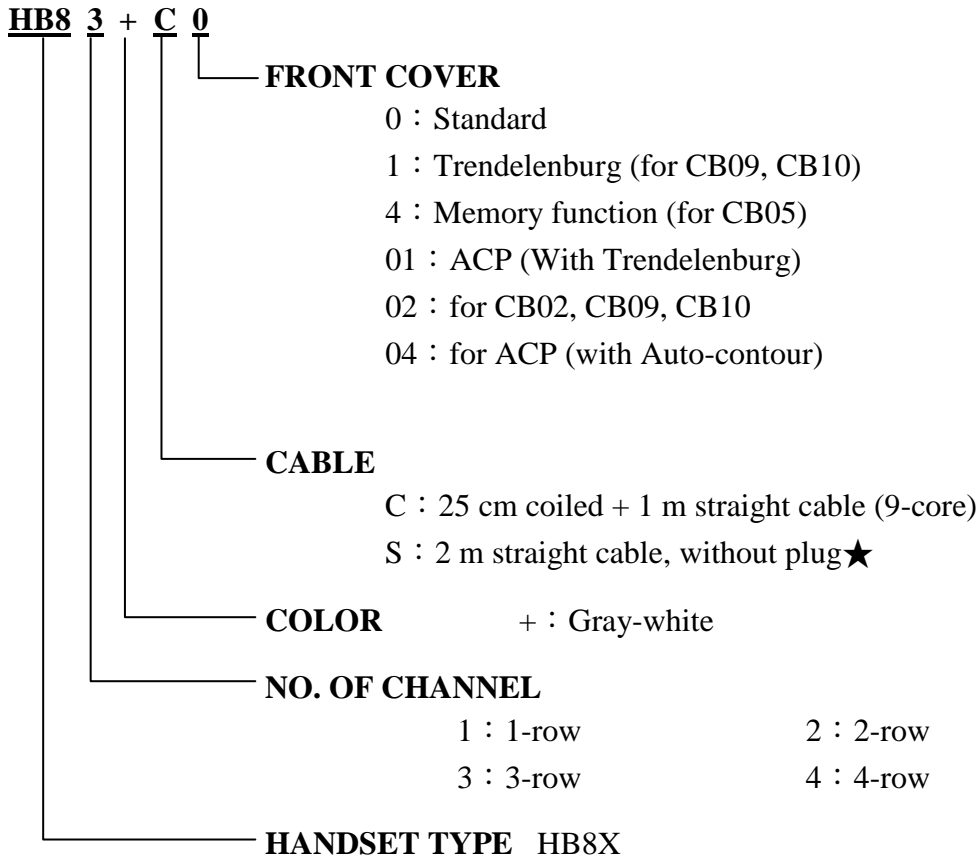 HB8 3 + C 0
FRONT COVER
0：Standard
1：Trendelenburg (for CB09, CB10)
4：Memory function (for CB05)
01：ACP (With Trendelenburg)
02：for CB02, CB09, CB10
04：for ACP (with Auto-contour)
CABLE
C：25 cm coiled + 1 m straight cable (9-core)
S：2 m straight cable, without plug★
COLOR +：Gray-white
NO. OF CHANNEL
1：1-row 2：2-row
3：3-row 4：4-row
HANDSET TYPE HB8X